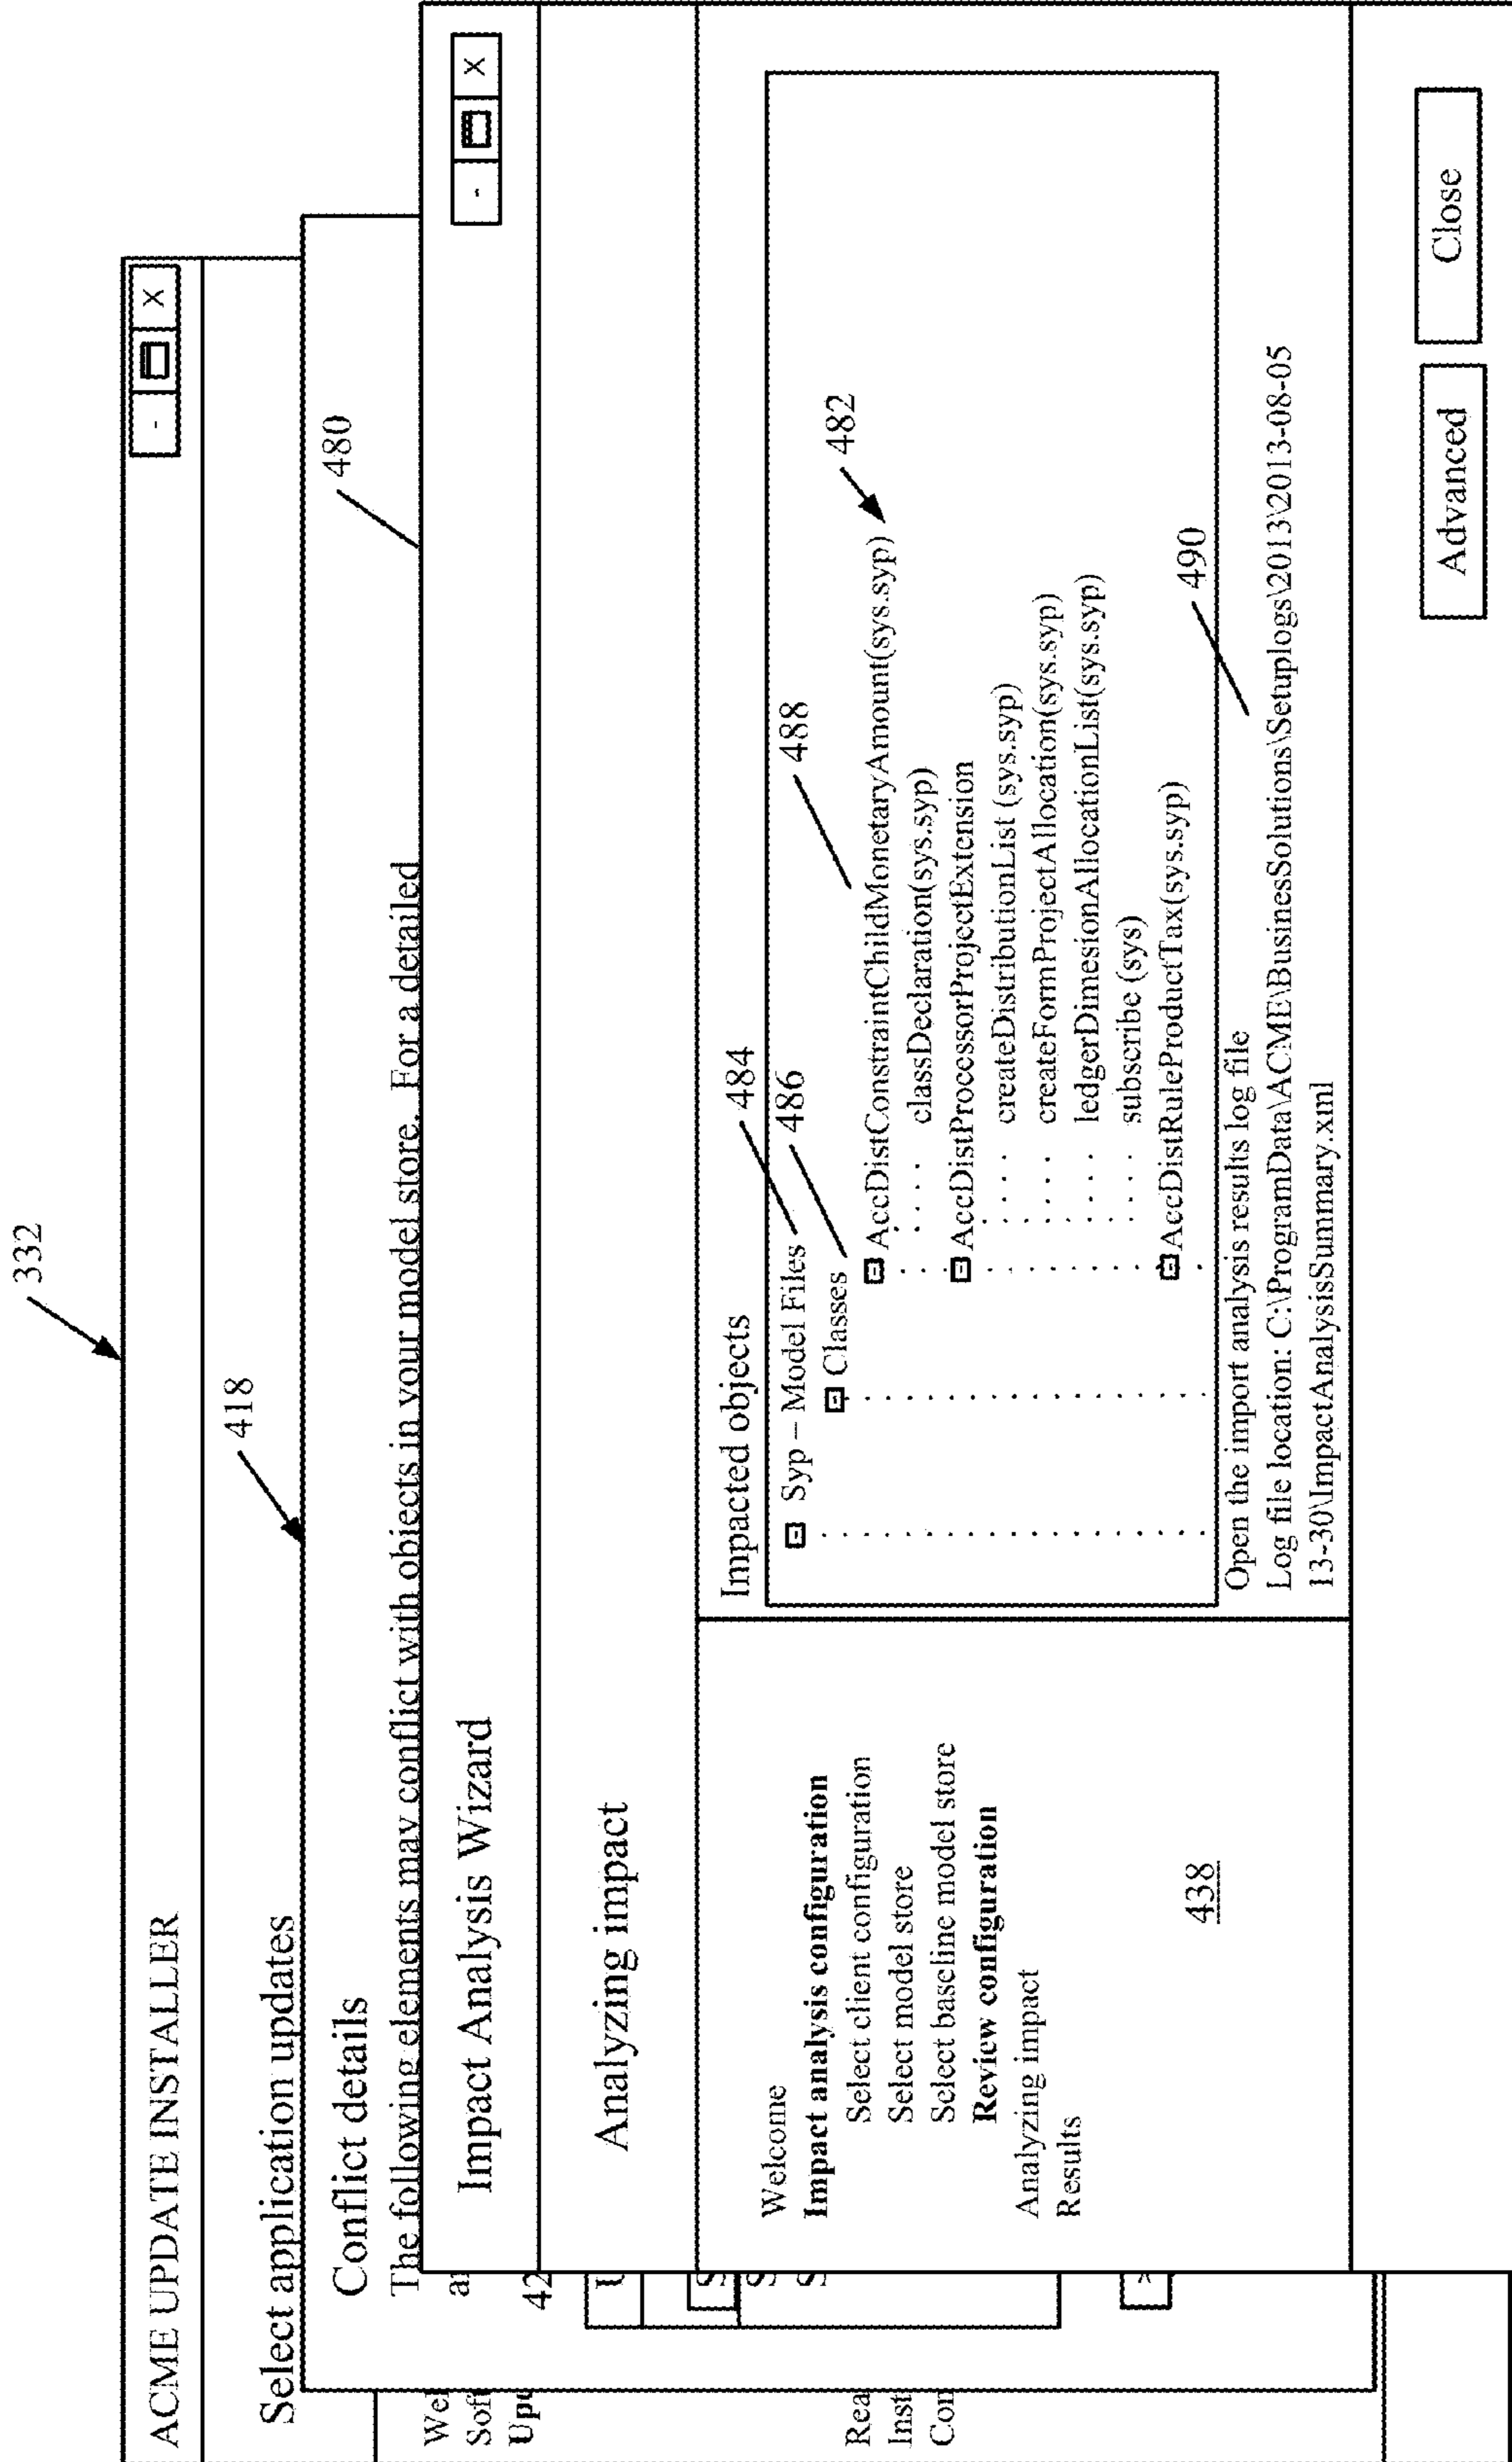 332
ACME UPDATE INSTALLER
- X
418
Select application updates
Conflict details
480
The following elements may conflict with objects in your model store. For a detailed
Impact Analysis Wizard
- X
Analyzing impact
42
Welcome
Impact analysis configuration
Select client configuration
Select model store
Select baseline model store
Review configuration
Analyzing impact
Results
438
Impacted objects
484
486
488
482
Syp – Model Files
Classes
AccDistConstraintChildMonetaryAmount(sys.syp)
classDeclaration(sys.syp)
AccDistProcessorProjectExtension
createDistributionList (sys.syp)
createFormProjectAllocation(sys.syp)
ledgerDimesionAllocationList(sys.syp)
subscribe (sys)
AccDistRuleProductTax(sys.syp)
490
Open the import analysis results log file
Log file location: C:\ProgramData\ACME\BusinesSolutions\Setuplogs\2013\2013-08-05
13-30\ImpactAnalysisSummary.xml
Advanced
Close